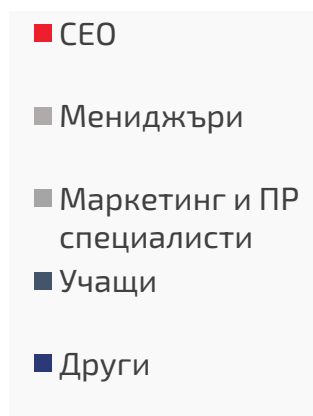 CEO
Мениджъри
Маркетинг и ПР
специалисти
Учащи
Други